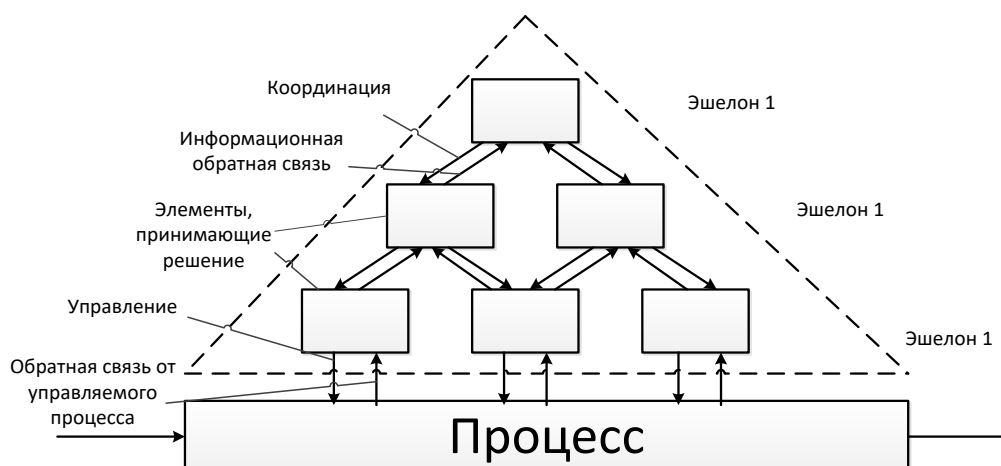 Координация
Эшелон 1
Информационная
обратная связь
Элементы,
принимающие
решение
Эшелон 1
Управление
Эшелон 1
Обратная связь от
управляемого
процесса
Процесс